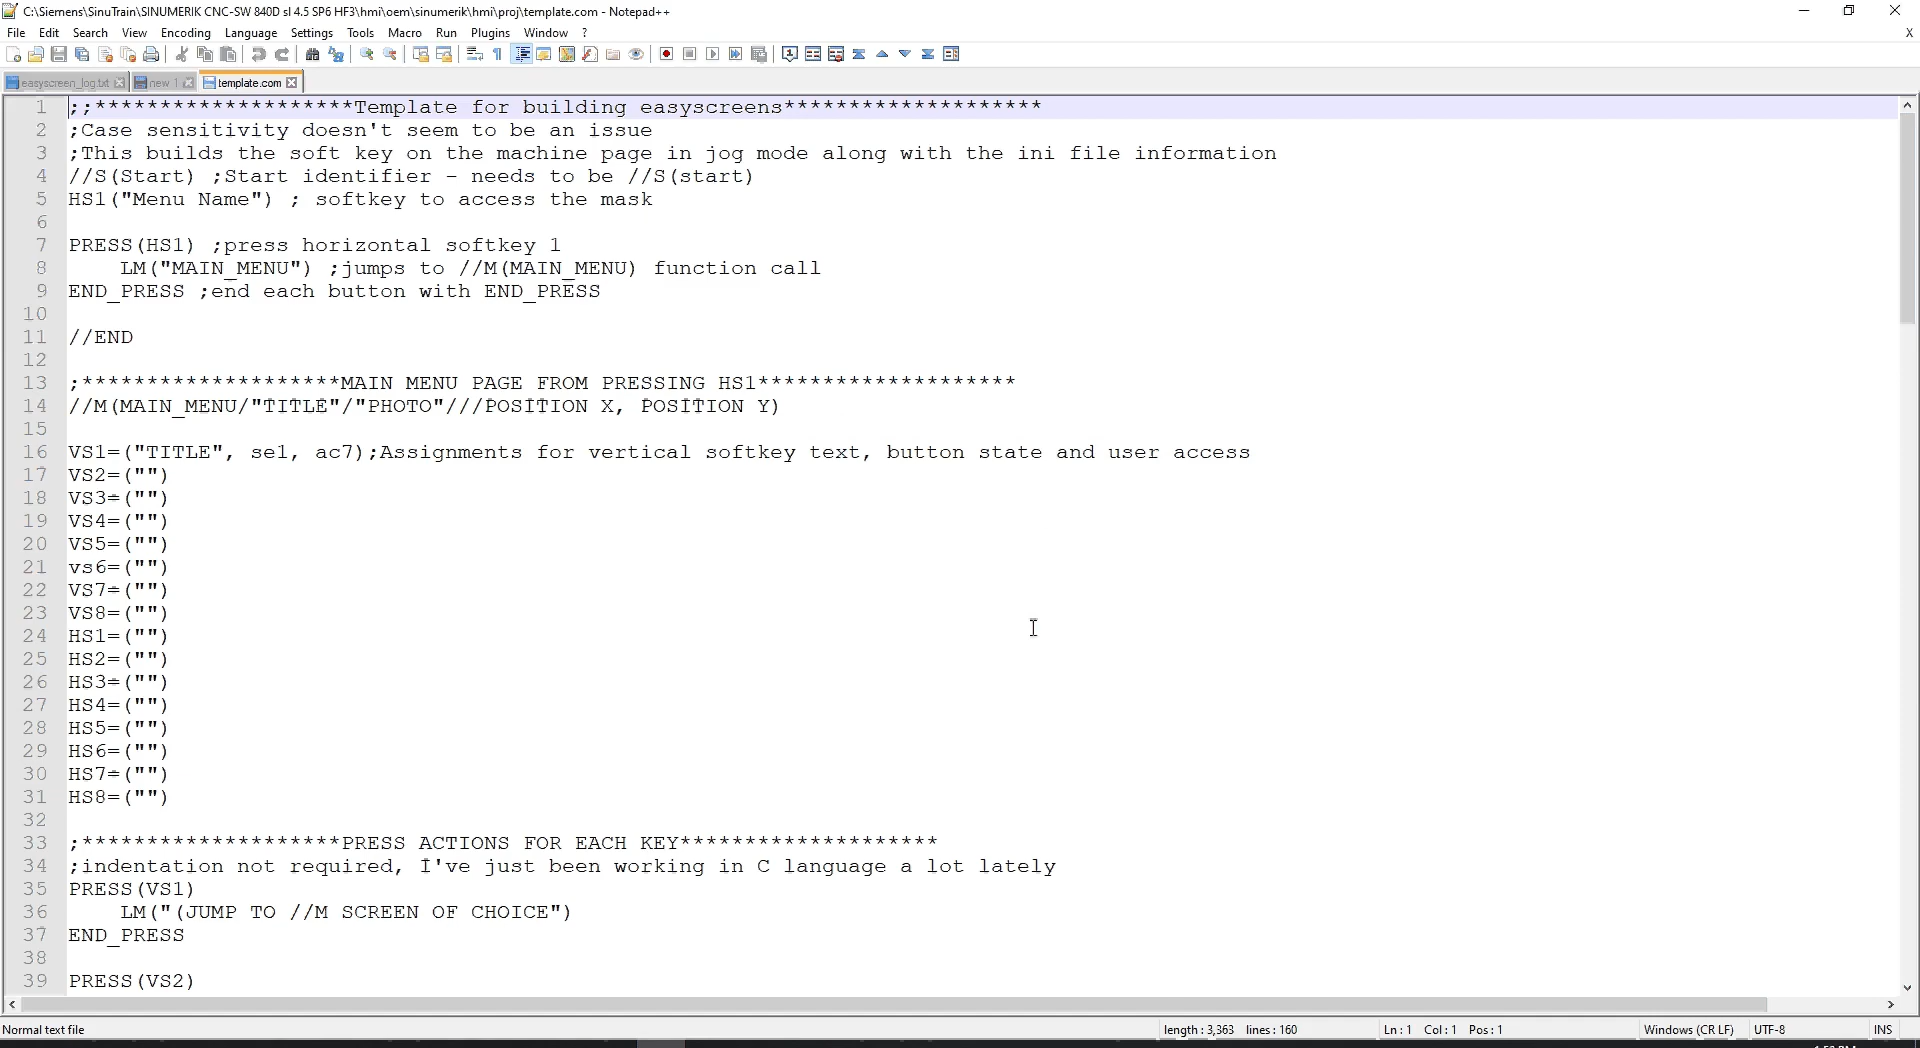 C:\Siemens\SinuTrain\SINUMERIK CNC-SW 840D sl 4.5 SP6 HF3\hmi\oem\sinumerik\hmi\proj\template.com - Notepad++
File Edit Search View Encoding Language Settings Tools Macro Run Plugins Window ? X
easyscreen_log.txt new 1 template.com
1 ;;********************Template for building easyscreens********************
2 ;Case sensitivity doesn't seem to be an issue
3 ;This builds the soft key on the machine page in jog mode along with the ini file information
4 //S(Start) ;Start identifier - needs to be //S(start)
5 HS1("Menu Name") ; softkey to access the mask
6
7 PRESS(HS1) ;press horizontal softkey 1
8     LM("MAIN_MENU") ;jumps to //M(MAIN_MENU) function call
9 END_PRESS ;end each button with END_PRESS
10
11 //END
12
13 ;********************MAIN MENU PAGE FROM PRESSING HS1********************
14 //M(MAIN_MENU/"TITLE"/"PHOTO"///POSITION X, POSITION Y)
15
16 VS1=("TITLE", se1, ac7);Assignments for vertical softkey text, button state and user access
17 VS2=("")
18 VS3=("")
19 VS4=("")
20 VS5=("")
21 vs6=("")
22 VS7=("")
23 VS8=("")
24 HS1=("")
25 HS2=("")
26 HS3=("")
27 HS4=("")
28 HS5=("")
29 HS6=("")
30 HS7=("")
31 HS8=("")
32
33 ;********************PRESS ACTIONS FOR EACH KEY********************
34 ;indentation not required, I've just been working in C language a lot lately
35 PRESS(VS1)
36     LM("(JUMP TO //M SCREEN OF CHOICE")
37 END_PRESS
38
39 PRESS(VS2)
Normal text file length : 3,363 lines : 160 Ln : 1 Col : 1 Pos : 1 Windows (CR LF) UTF-8 INS